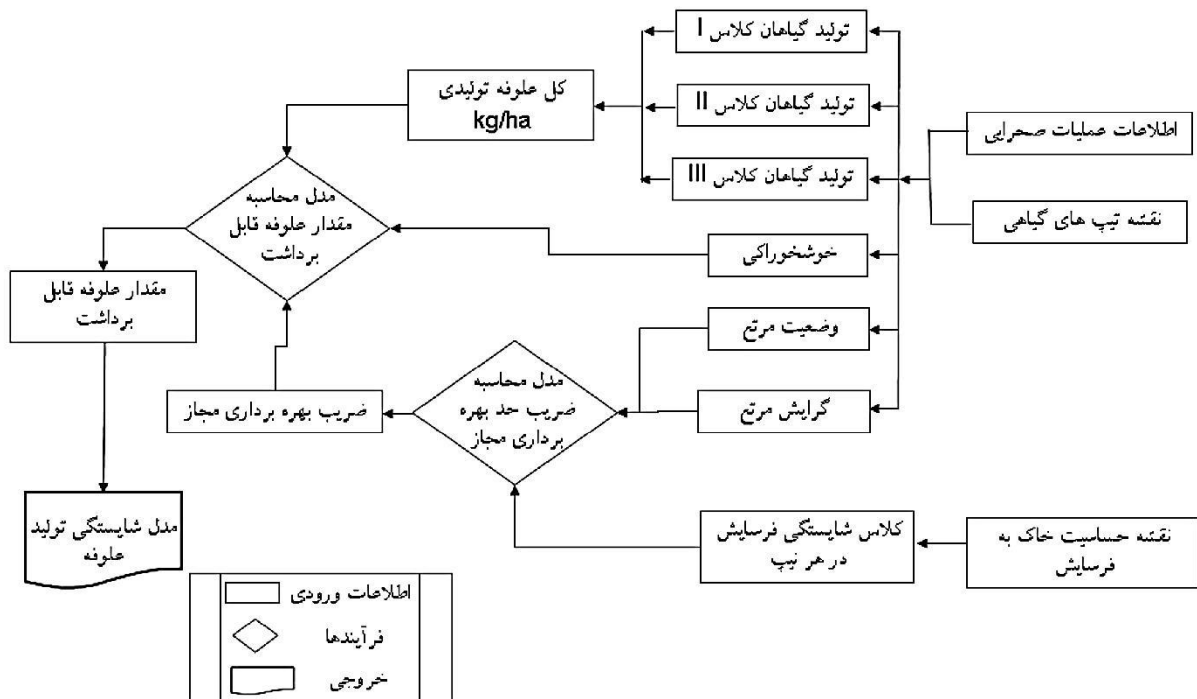 تولید گیاهان کلاس I
کل علوفه تولیدی
kg/ha
تولید گیاهان کلاس II
اطلاعات عملیات صحرایی
تولید گیاهان کلاس III
مدل محاسبه
مقدار علوفه قابل
برداشت
نقشه تیپ های گیاهی
خوشخوراکی
مقدار علوفه قابل
برداشت
وضعیت مرتع
مدل محاسبه
ضریب حد بهره
برداری مجاز
ضریب بهره برداری مجاز
گرایش مرتع
نقشه حساسیت خاک به
فرسایش
کلاس شایستگی فرسایش
در هر تیپ
مدل شایستگی تولید
علوفه
اطلاعات ورودی
فرآیندها
خروجی